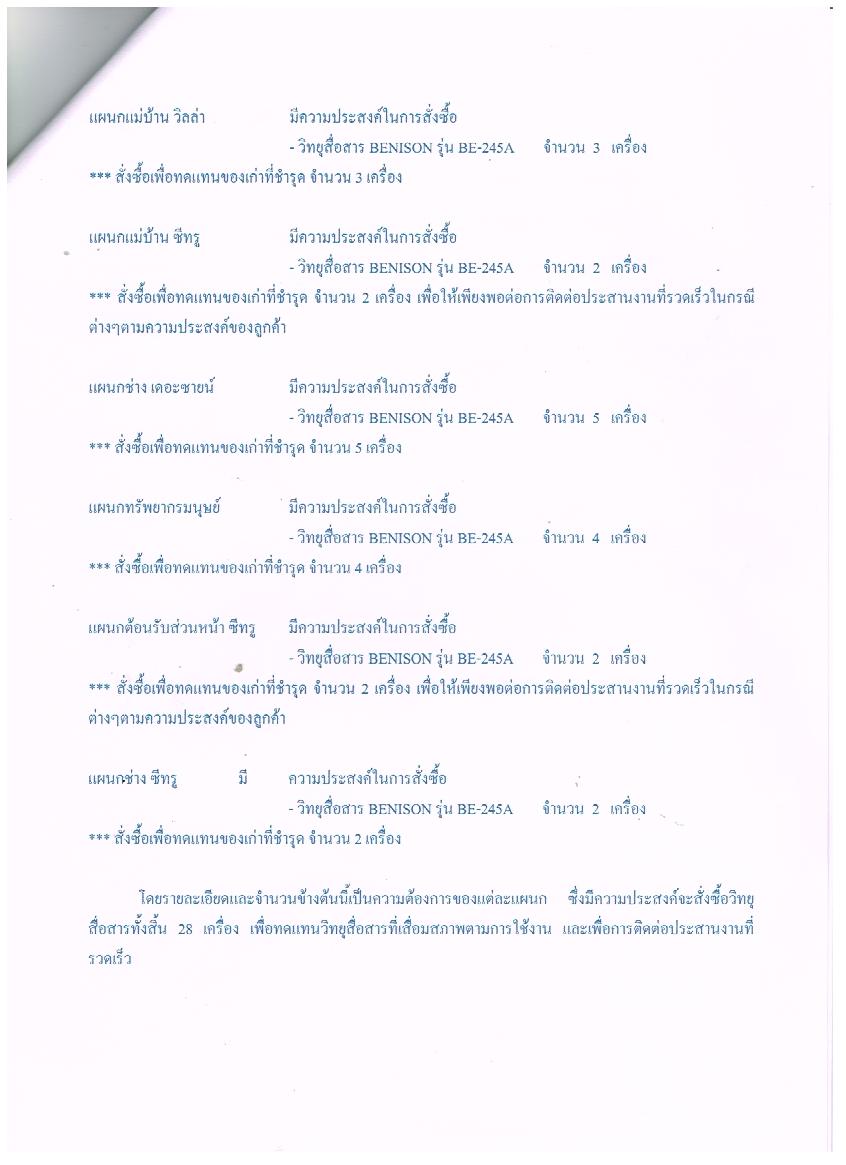 แผนกแม่บ้าน วิลล่า มีความประสงค์ในการสั่งซื้อ
- วิทยุสื่อสาร BENISON รุ่น BE-245A จำนวน 3 เครื่อง
*** สั่งซื้อเพื่อทดแทนของเก่าที่ชำรุด จำนวน 3 เครื่อง
แผนกแม่บ้าน ซีทรู มีความประสงค์ในการสั่งซื้อ
- วิทยุสื่อสาร BENISON รุ่น BE-245A จำนวน 2 เครื่อง
*** สั่งซื้อเพื่อทดแทนของเก่าที่ชำรุด จำนวน 2 เครื่อง เพื่อให้เพียงพอต่อการติดต่อประสานงานที่รวดเร็วในกรณี
ต่างๆตามความประสงค์ของลูกค้า
แผนกช่าง เดอะซายน์ มีความประสงค์ในการสั่งซื้อ
- วิทยุสื่อสาร BENISON รุ่น BE-245A จำนวน 5 เครื่อง
*** สั่งซื้อเพื่อทดแทนของเก่าที่ชำรุด จำนวน 5 เครื่อง
แผนกทรัพยากรมนุษย์ มีความประสงค์ในการสั่งซื้อ
- วิทยุสื่อสาร BENISON รุ่น BE-245A จำนวน 4 เครื่อง
*** สั่งซื้อเพื่อทดแทนของเก่าที่ชำรุด จำนวน 4 เครื่อง
แผนกต้อนรับส่วนหน้า ซีทรู มีความประสงค์ในการสั่งซื้อ
- วิทยุสื่อสาร BENISON รุ่น BE-245A จำนวน 2 เครื่อง
*** สั่งซื้อเพื่อทดแทนของเก่าที่ชำรุด จำนวน 2 เครื่อง เพื่อให้เพียงพอต่อการติดต่อประสานงานที่รวดเร็วในกรณี
ต่างๆตามความประสงค์ของลูกค้า
แผนกช่าง ซีทรู มี ความประสงค์ในการสั่งซื้อ
- วิทยุสื่อสาร BENISON รุ่น BE-245A จำนวน 2 เครื่อง
*** สั่งซื้อเพื่อทดแทนของเก่าที่ชำรุด จำนวน 2 เครื่อง
โดยรายละเอียดและจำนวนข้างต้นนี้เป็นความต้องการของแต่ละแผนก ซึ่งมีความประสงค์จะสั่งซื้อวิทยุ
สื่อสารทั้งสิ้น 28 เครื่อง เพื่อทดแทนวิทยุสื่อสารที่เสื่อมสภาพตามการใช้งาน และเพื่อการติดต่อประสานงานที่
รวดเร็ว